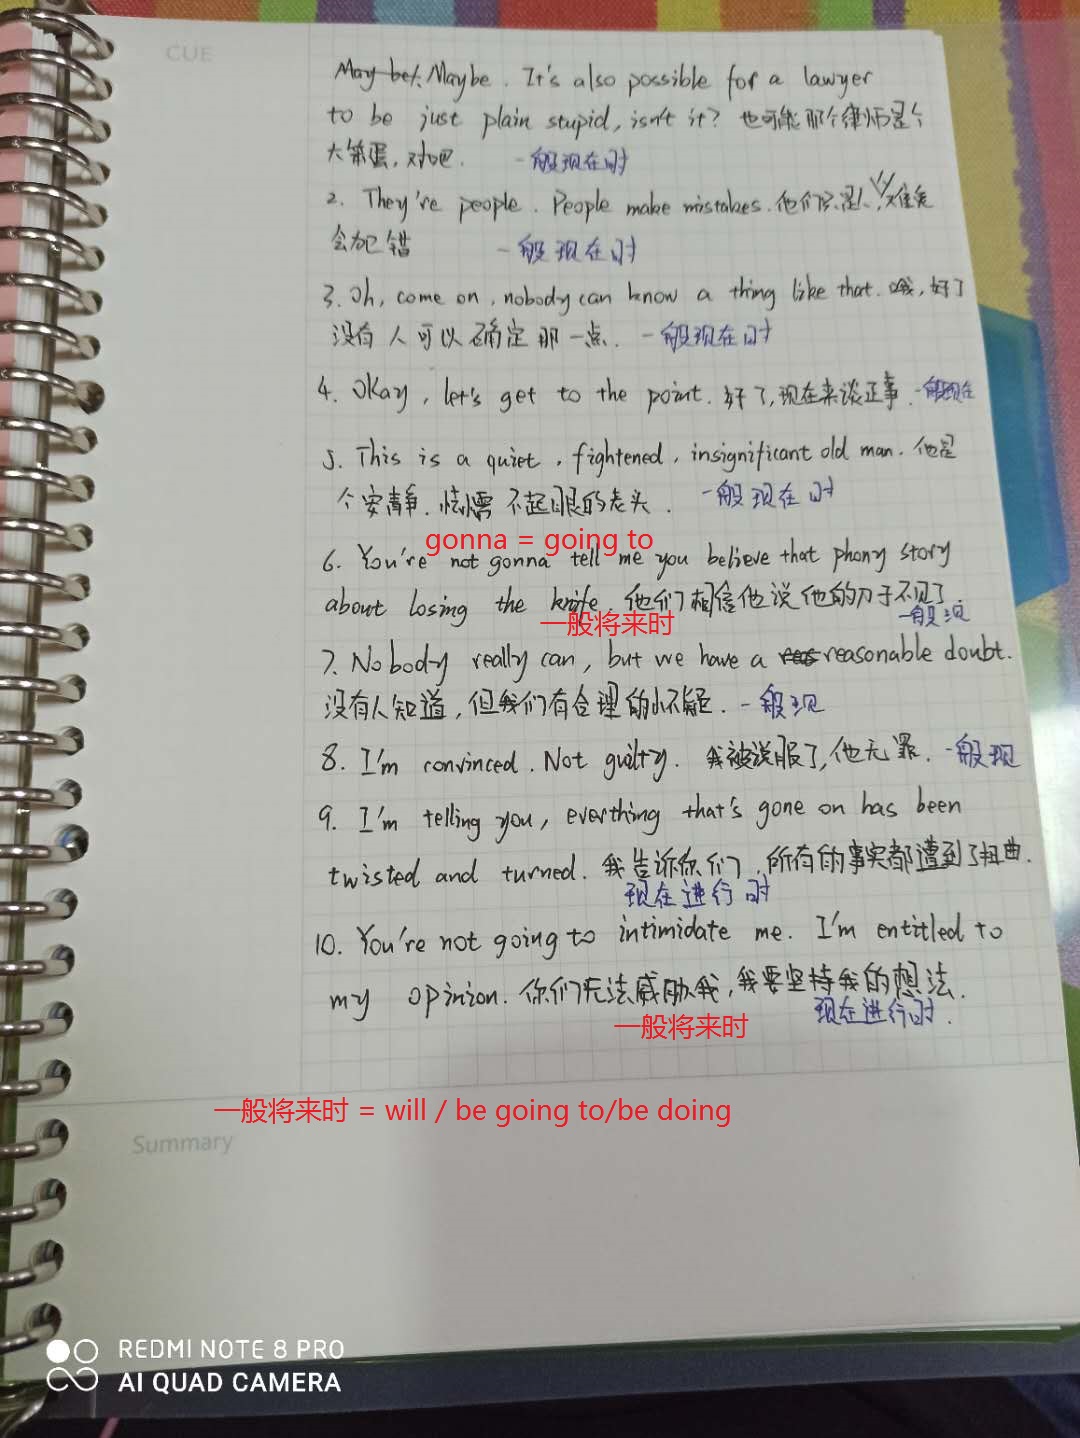 CUE
May be. Maybe. It's also possible for a lawyer
to be just plain stupid, isn't it? 也可能那个律师是个
大笨蛋,对吧. 一般现在时
2. They're people. People make mistakes. 他们只是人,难免
会犯错 一般现在时
3. Oh, come on, nobody can know a thing like that. 哦,好了
没有人可以确定那一点. 一般现在时
4. Okay, let's get to the point. 好了,现在来谈正事. 一般现在
5. This is a quiet, fightened, insignificant old man. 他是
个安静.怯懦 不起眼的老头. 一般现在时
gonna = going to
6. You're not gonna tell me you believe that phony story
about losing the knife. 他们相信他说他的刀子不见了.
一般将来时 一般现
7. Nobody really can, but we have a reasonable doubt.
没有人知道,但我们有合理的怀疑. 一般现
8. I'm convinced. Not guilty. 我被说服了,他无罪. 一般现
9. I'm telling you, everthing that's gone on has been
twisted and turned. 我告诉你们,所有的事实都遭到了扭曲.
现在进行时
10. You're not going to intimidate me. I'm entitled to
my opinion. 你们无法威胁我,我要坚持我的想法.
一般将来时 现在进行时.
一般将来时 = will / be going to/be doing
Summary
REDMI NOTE 8 PRO
AI QUAD CAMERA